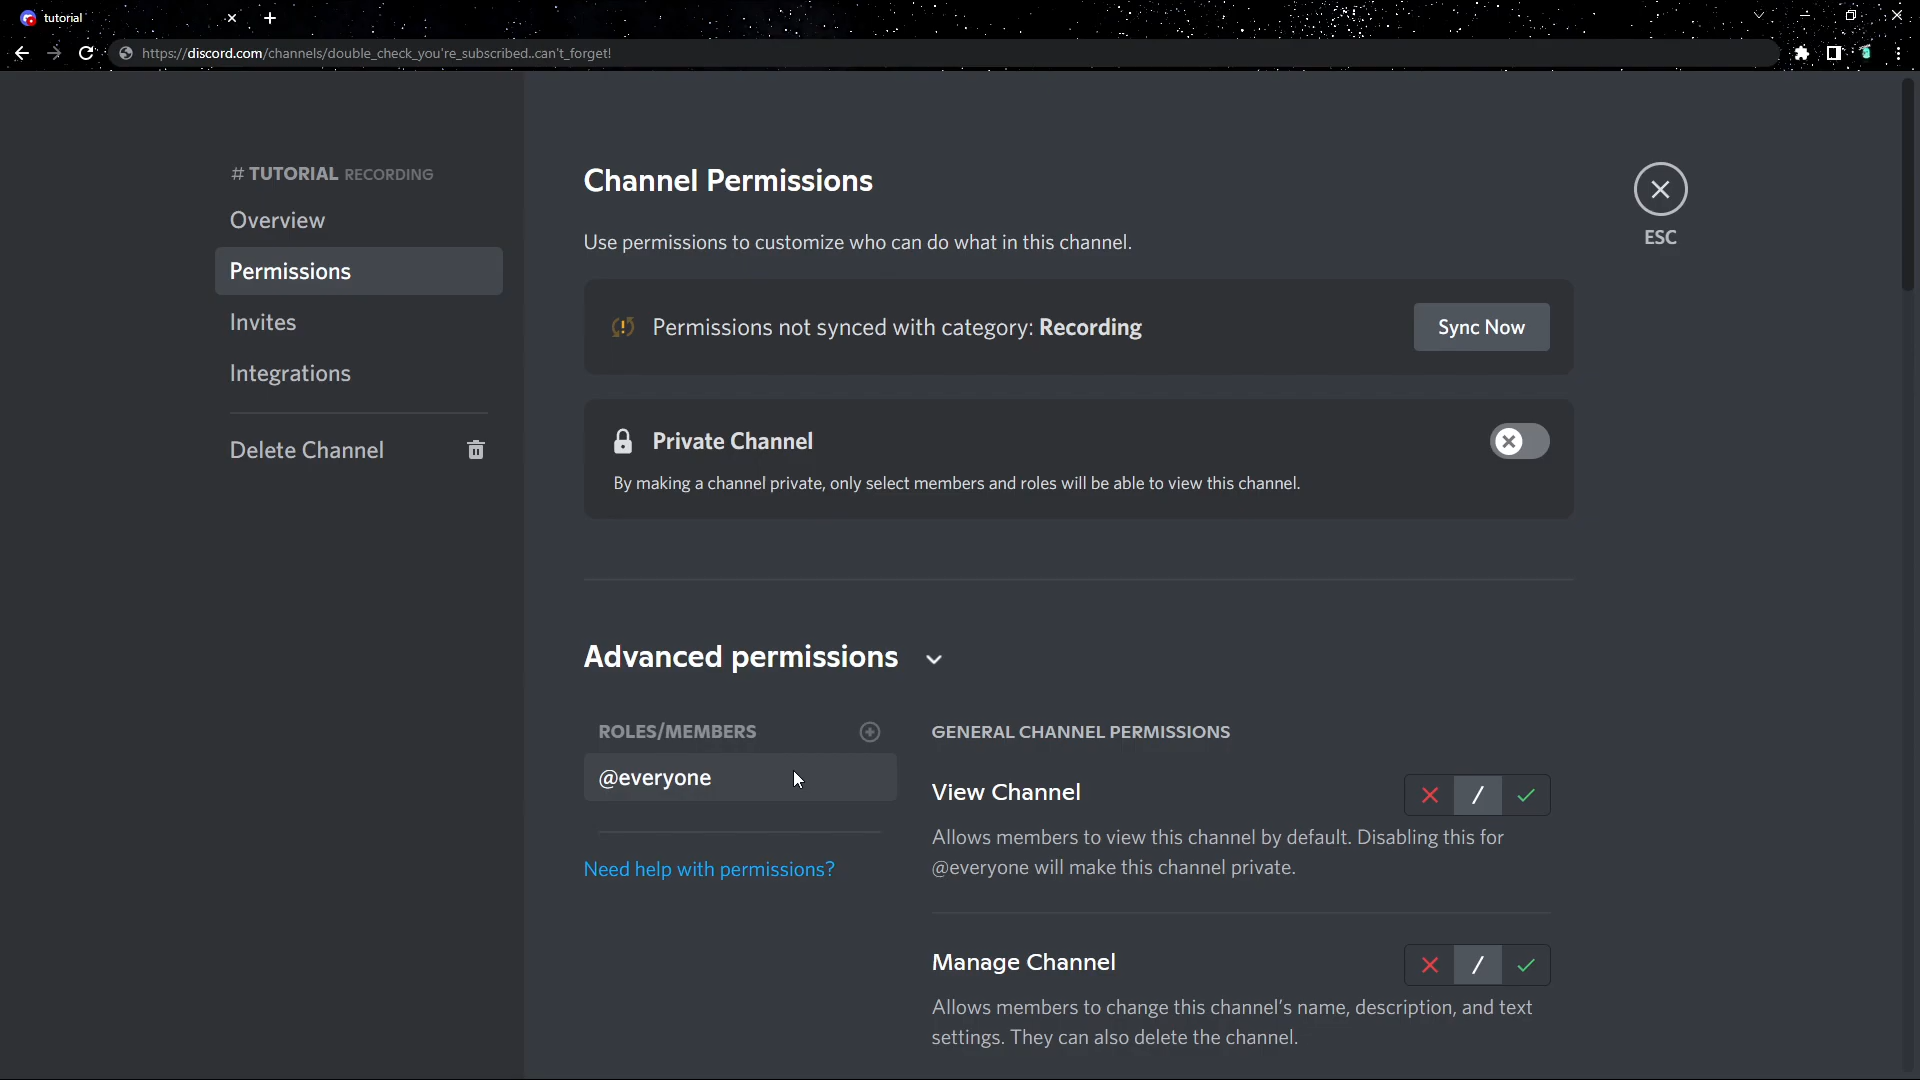 tutorial
https://discord.com/channels/double_check_you're_subscribed..can't_forget!
# TUTORIAL RECORDING
Overview
Permissions
Invites
Integrations
Delete Channel
Channel Permissions
Use permissions to customize who can do what in this channel.
Permissions not synced with category: Recording
Sync Now
Private Channel
By making a channel private, only select members and roles will be able to view this channel.
ESC
Advanced permissions
ROLES/MEMBERS
@everyone
Need help with permissions?
GENERAL CHANNEL PERMISSIONS
View Channel
Allows members to view this channel by default. Disabling this for
@everyone will make this channel private.
Manage Channel
Allows members to change this channel's name, description, and text
settings. They can also delete the channel.